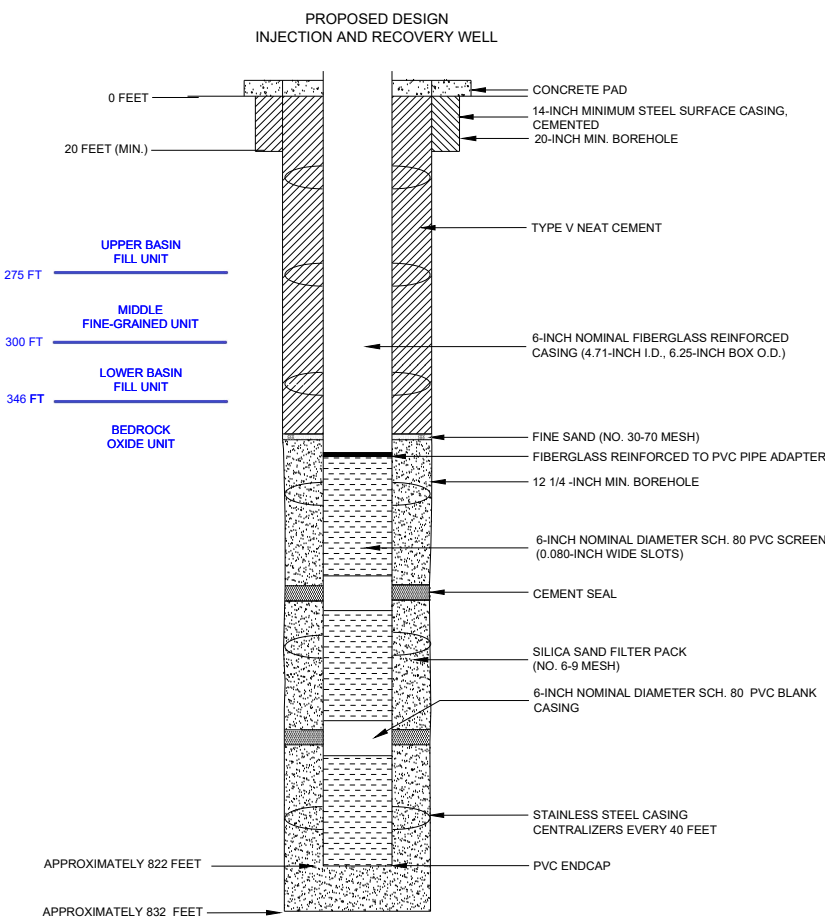 PROPOSED DESIGN
INJECTION AND RECOVERY WELL
0 FEET
20 FEET (MIN.)
UPPER BASIN
FILL UNIT
275 FT
MIDDLE
FINE-GRAINED UNIT
300 FT
LOWER BASIN
FILL UNIT
346 FT
BEDROCK
OXIDE UNIT
APPROXIMATELY 822 FEET
APPROXIMATELY 832 FEET
CONCRETE PAD
14-INCH MINIMUM STEEL SURFACE CASING,
CEMENTED
20-INCH MIN. BOREHOLE
TYPE V NEAT CEMENT
6-INCH NOMINAL FIBERGLASS REINFORCED
CASING (4.71-INCH I.D., 6.25-INCH BOX O.D.)
FINE SAND (NO. 30-70 MESH)
FIBERGLASS REINFORCED TO PVC PIPE ADAPTER
12 1/4 -INCH MIN. BOREHOLE
6-INCH NOMINAL DIAMETER SCH. 80 PVC SCREEN
(0.080-INCH WIDE SLOTS)
CEMENT SEAL
SILICA SAND FILTER PACK
(NO. 6-9 MESH)
6-INCH NOMINAL DIAMETER SCH. 80 PVC BLANK
CASING
STAINLESS STEEL CASING
CENTRALIZERS EVERY 40 FEET
PVC ENDCAP